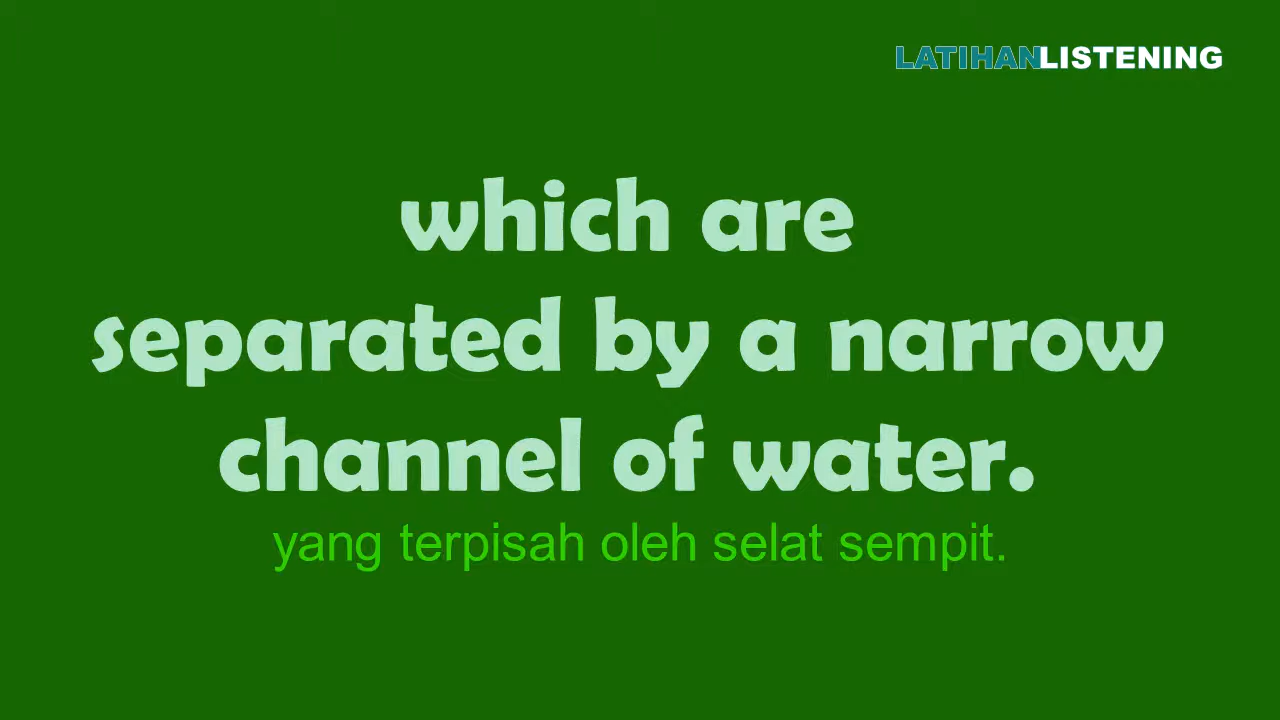 LATIHANLISTENING
which are
separated by a narrow
channel of water.
yang terpisah oleh selat sempit.